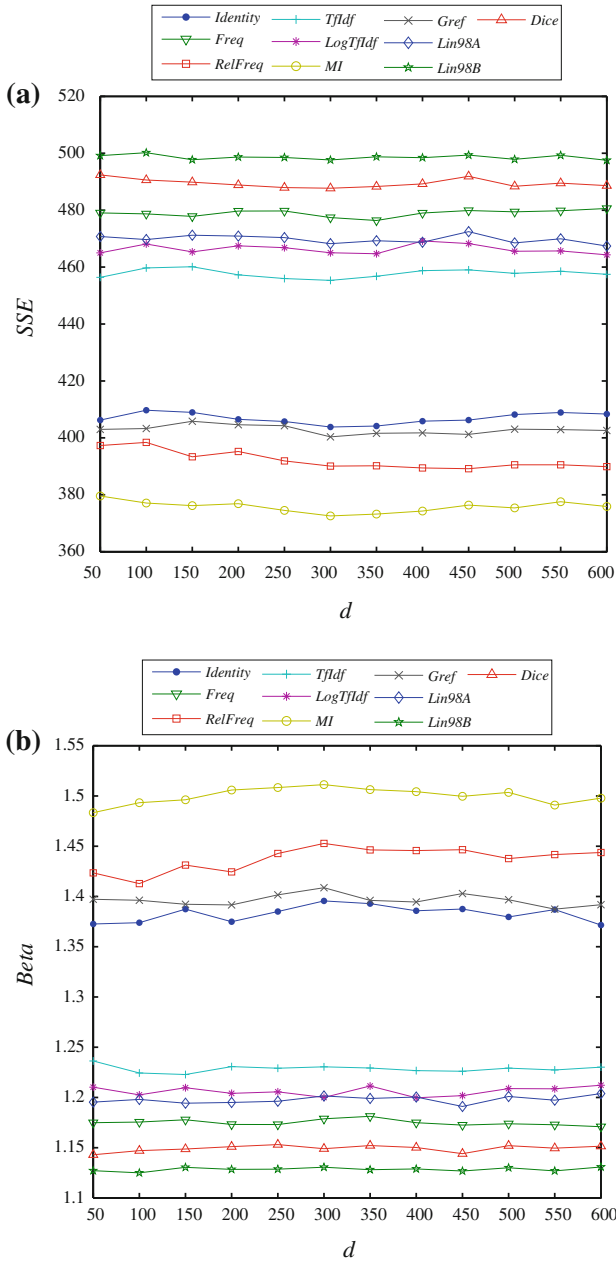 Identity TfIdf Gref Dice
Freq LogTfIdf Lin98A
RelFreq MI Lin98B
(a)
520
500
480
460
440
420
400
380
360
SSE
50 100 150 200 250 300 350 400 450 500 550 600
d
Identity TfIdf Gref Dice
Freq LogTfIdf Lin98A
RelFreq MI Lin98B
(b)
1.55
1.5
1.45
1.4
1.35
1.3
1.25
1.2
1.15
1.1
Beta
50 100 150 200 250 300 350 400 450 500 550 600
d